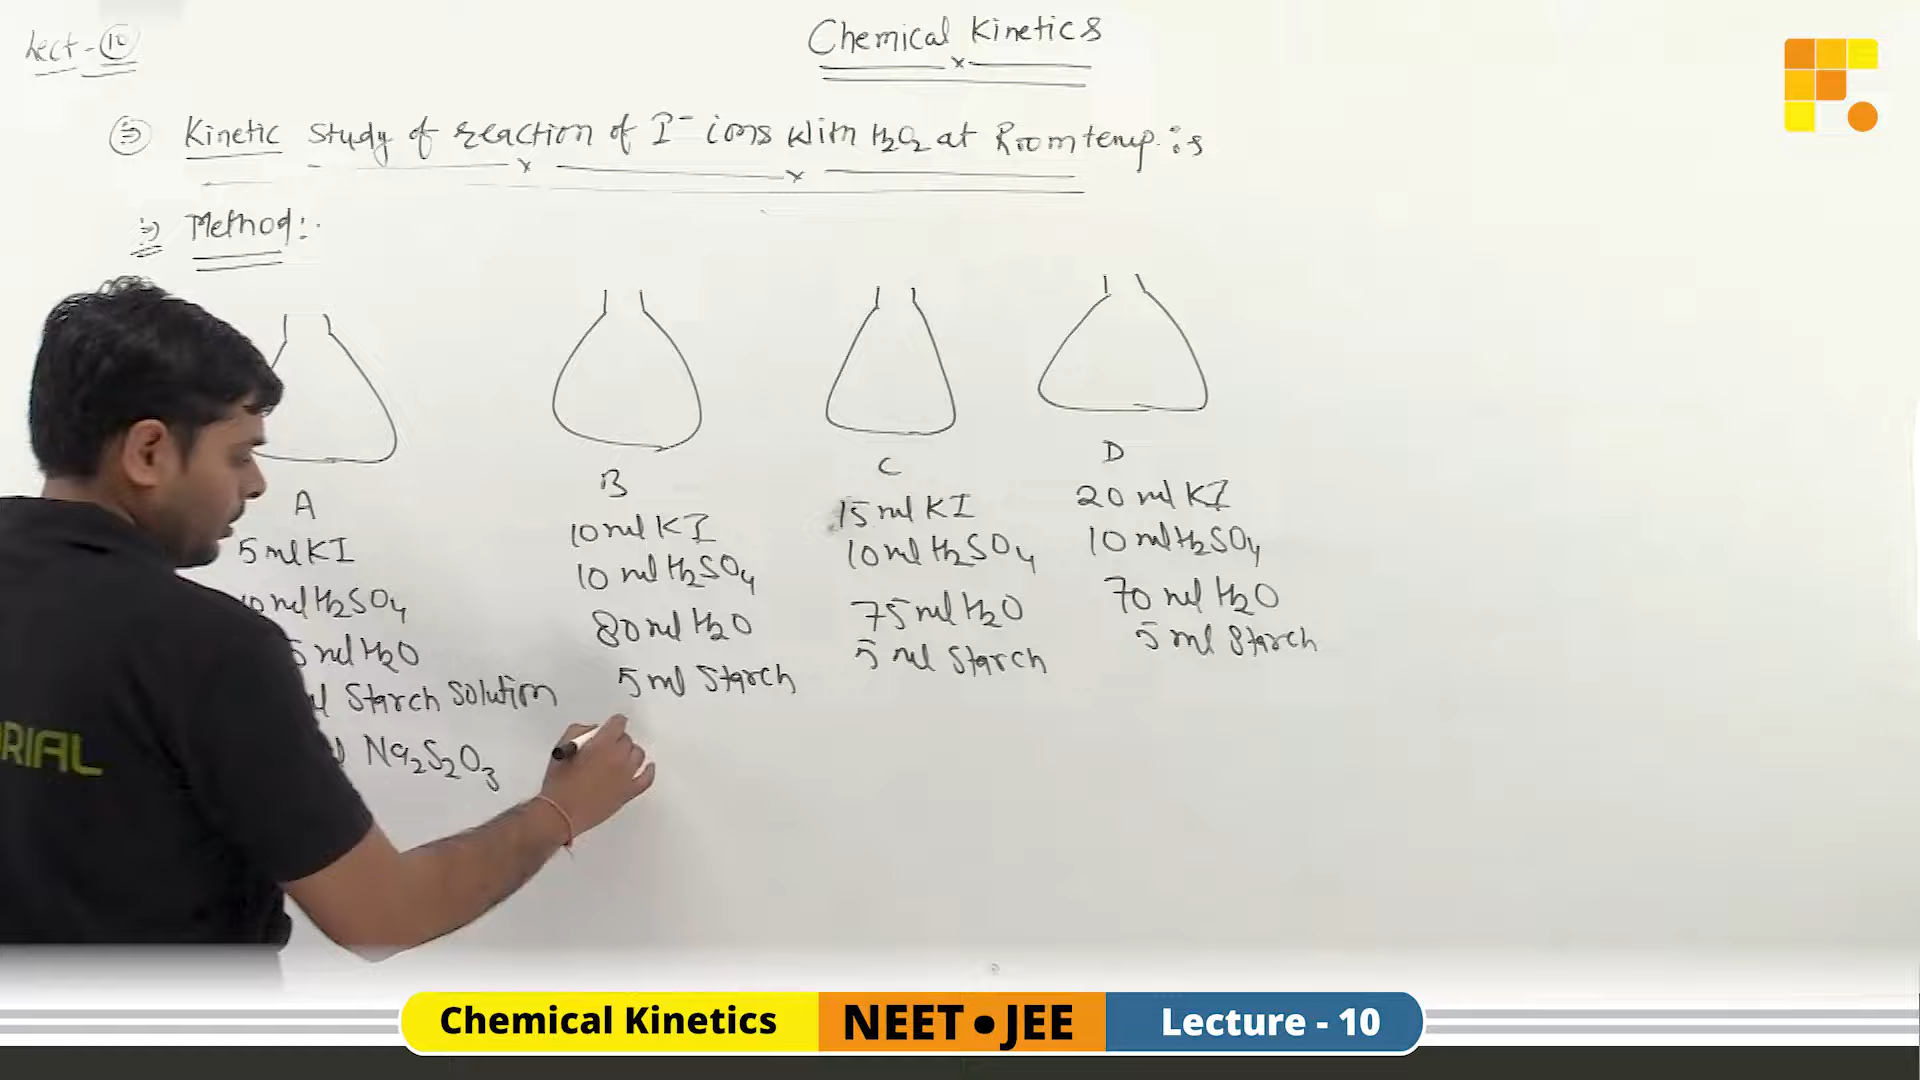 Lect - 10
Chemical Kinetics
Kinetic study of reaction of I⁻ ions with H₂O₂ at Room temp. :
Method :
A
5 ml KI
10 ml H₂SO₄
5 ml H₂O
Starch Solution
Na₂S₂O₃
B
10 ml KI
10 ml H₂SO₄
80 ml H₂O
5 ml Starch
C
15 ml KI
10 ml H₂SO₄
75 ml H₂O
5 ml Starch
D
20 ml KI
10 ml H₂SO₄
70 ml H₂O
5 ml Starch
RIAL
Chemical Kinetics
NEET • JEE
Lecture - 10